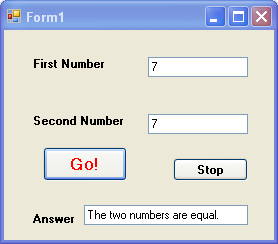 Form1
First Number 7
Second Number 7
Go! Stop
Answer The two numbers are equal.